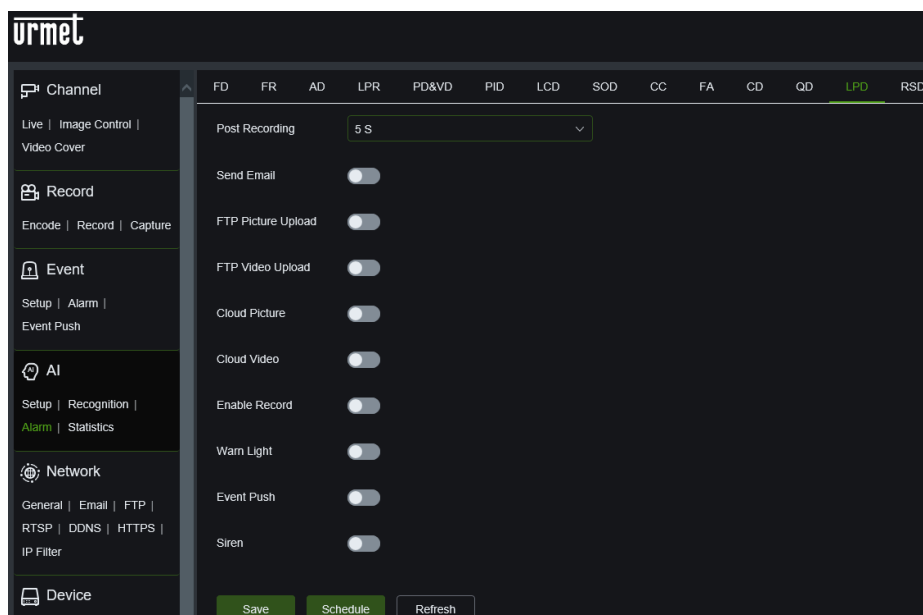 urmet
Channel
Live | Image Control |
Video Cover
Record
Encode | Record | Capture
Event
Setup | Alarm |
Event Push
AI
Setup | Recognition |
Alarm | Statistics
Network
General | Email | FTP |
RTSP | DDNS | HTTPS |
IP Filter
Device
FD FR AD LPR PD&VD PID LCD SOD CC FA CD QD LPD RSD
Post Recording 5 S
Send Email
FTP Picture Upload
FTP Video Upload
Cloud Picture
Cloud Video
Enable Record
Warn Light
Event Push
Siren
Save Schedule Refresh